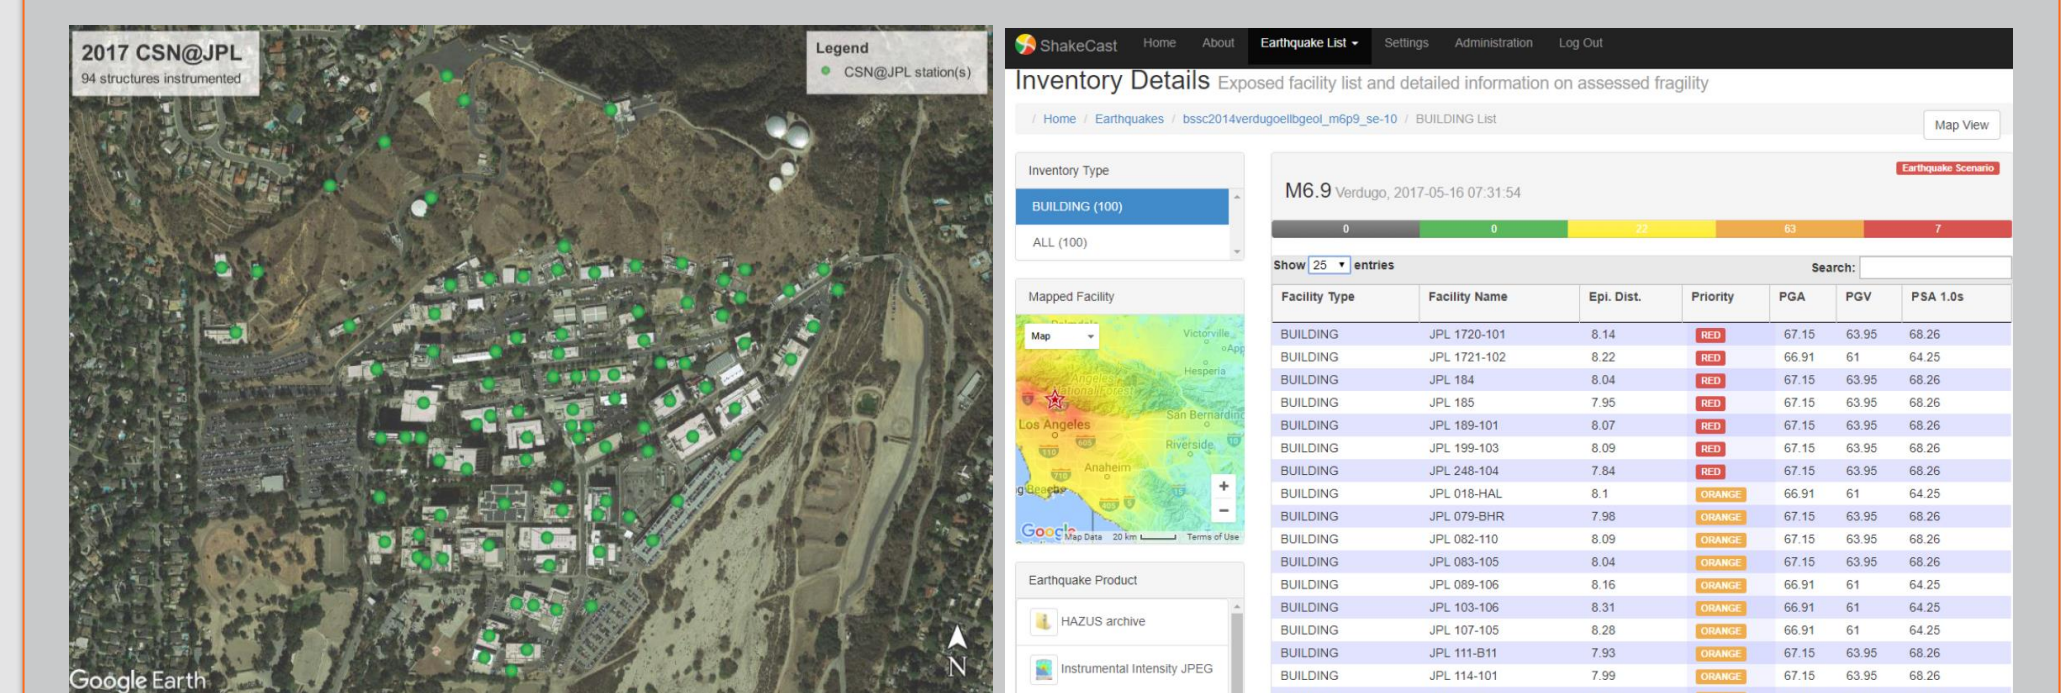 2017 CSN@JPL
94 structures instrumented
Legend
CSN@JPL station(s)
N
Google Earth
ShakeCast Home About Earthquake List Settings Administration Log Out
Inventory Details Exposed facility list and detailed information on assessed fragility
/ Home / Earthquakes / bssc2014verdugoellbgeol_m6p9_se-10 / BUILDING List
Map View
Inventory Type
BUILDING (100)
ALL (100)
Mapped Facility
Map
Victorville
Hesperia
Angeles
National Forest
San Bernardino
Los Angeles
Riverside
Anaheim
Google Map Data 20 km Terms of Use
Earthquake Product
HAZUS archive
Instrumental Intensity JPEG
Earthquake Scenario
M6.9 Verdugo, 2017-05-16 07:31:54
0 0 22 63 7
Show 25 entries Search:
Facility Type Facility Name Epi. Dist. Priority PGA PGV PSA 1.0s
BUILDING JPL 1720-101 8.14 RED 67.15 63.95 68.26
BUILDING JPL 1721-102 8.22 RED 66.91 61 64.25
BUILDING JPL 184 8.04 RED 67.15 63.95 68.26
BUILDING JPL 185 7.95 RED 67.15 63.95 68.26
BUILDING JPL 189-101 8.07 RED 67.15 63.95 68.26
BUILDING JPL 199-103 8.09 RED 67.15 63.95 68.26
BUILDING JPL 248-104 7.84 RED 67.15 63.95 68.26
BUILDING JPL 018-HAL 8.1 ORANGE 66.91 61 64.25
BUILDING JPL 079-BHR 7.98 ORANGE 67.15 63.95 68.26
BUILDING JPL 082-110 8.09 ORANGE 67.15 63.95 68.26
BUILDING JPL 083-105 8.04 ORANGE 67.15 63.95 68.26
BUILDING JPL 089-106 8.16 ORANGE 66.91 61 64.25
BUILDING JPL 103-106 8.31 ORANGE 66.91 61 64.25
BUILDING JPL 107-105 8.28 ORANGE 66.91 61 64.25
BUILDING JPL 111-B11 7.93 ORANGE 67.15 63.95 68.26
BUILDING JPL 114-101 7.99 ORANGE 67.15 63.95 68.26